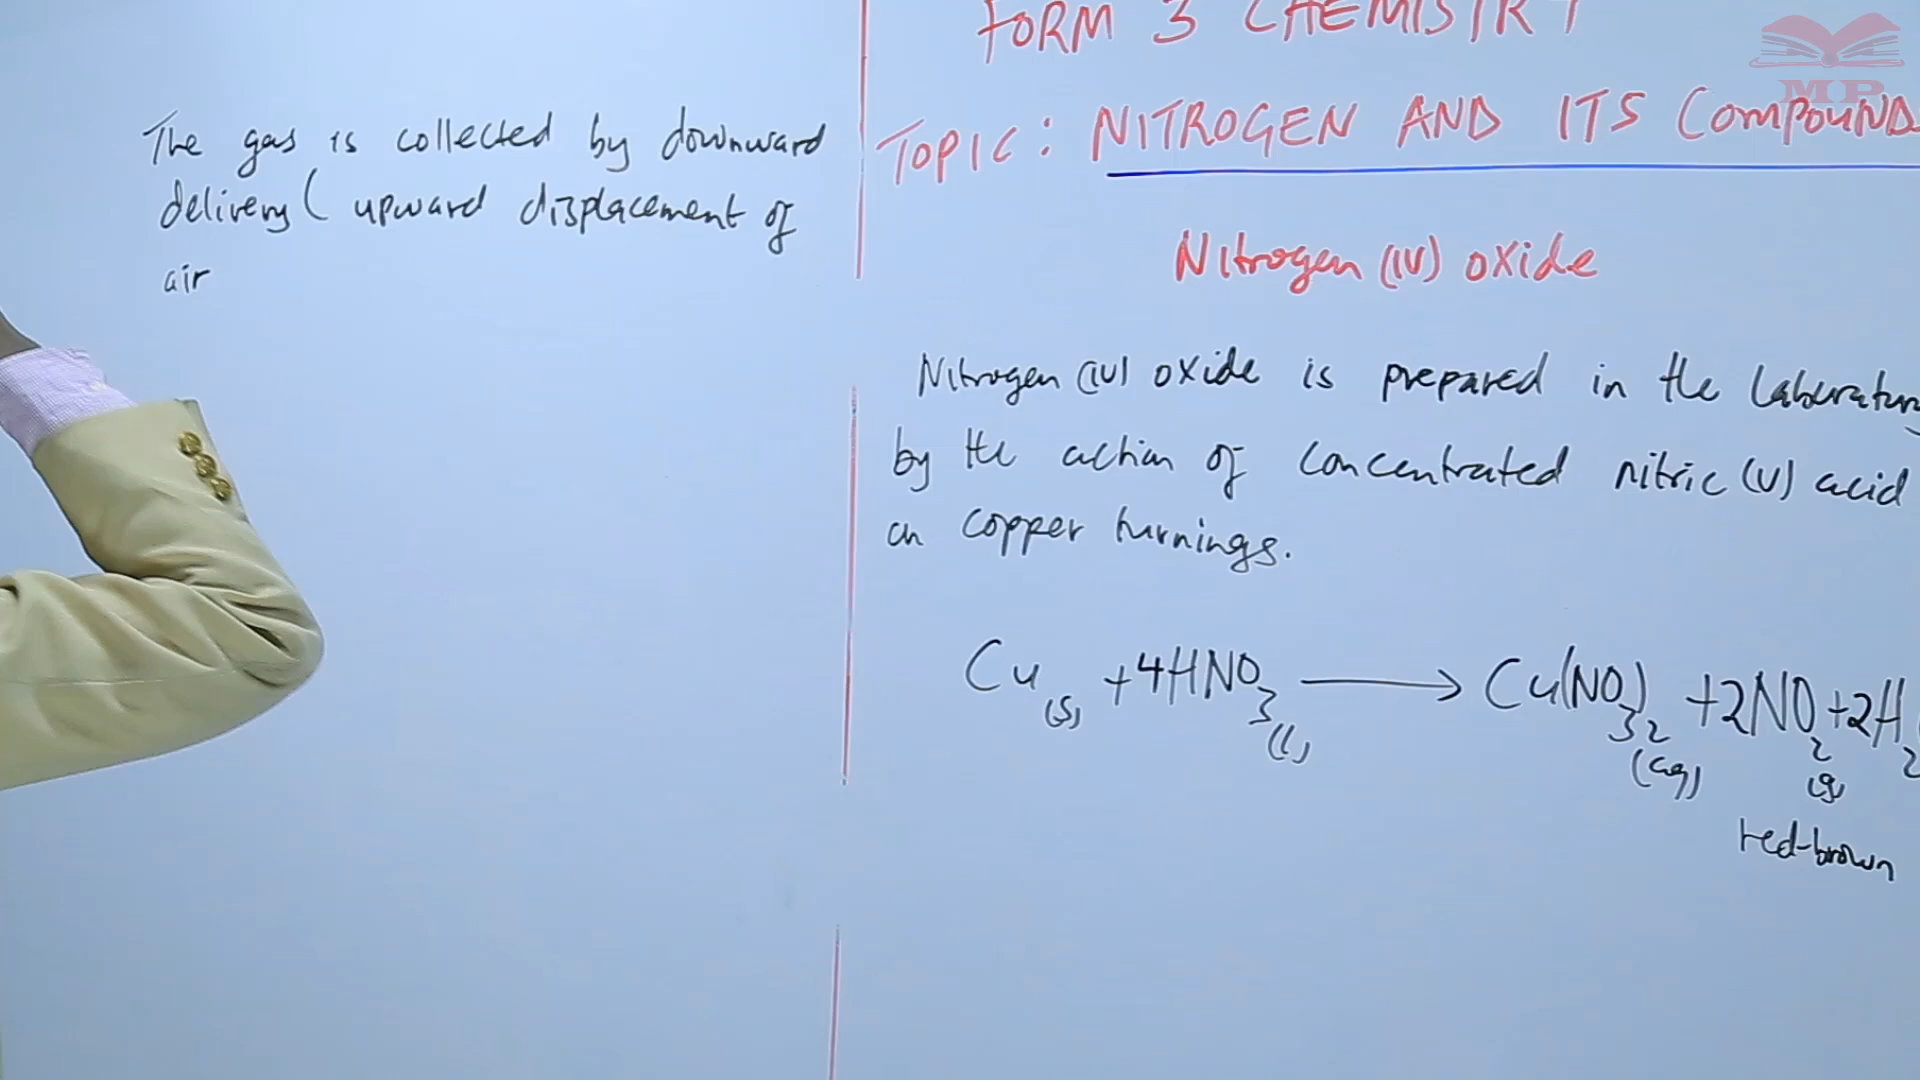 The gas is collected by downward
delivery ( upward displacement of
air
FORM 3 CHEMISTRY
TOPIC : NITROGEN AND ITS COMPOUND
Nitrogen (IV) oxide
Nitrogen (IV) oxide is prepared in the Laboratory
by the action of concentrated nitric (V) acid
on copper turnings.
Cu(s) + 4HNO3(l) → Cu(NO3)2(aq) + 2NO2(g) + 2H2
red-brown
MP